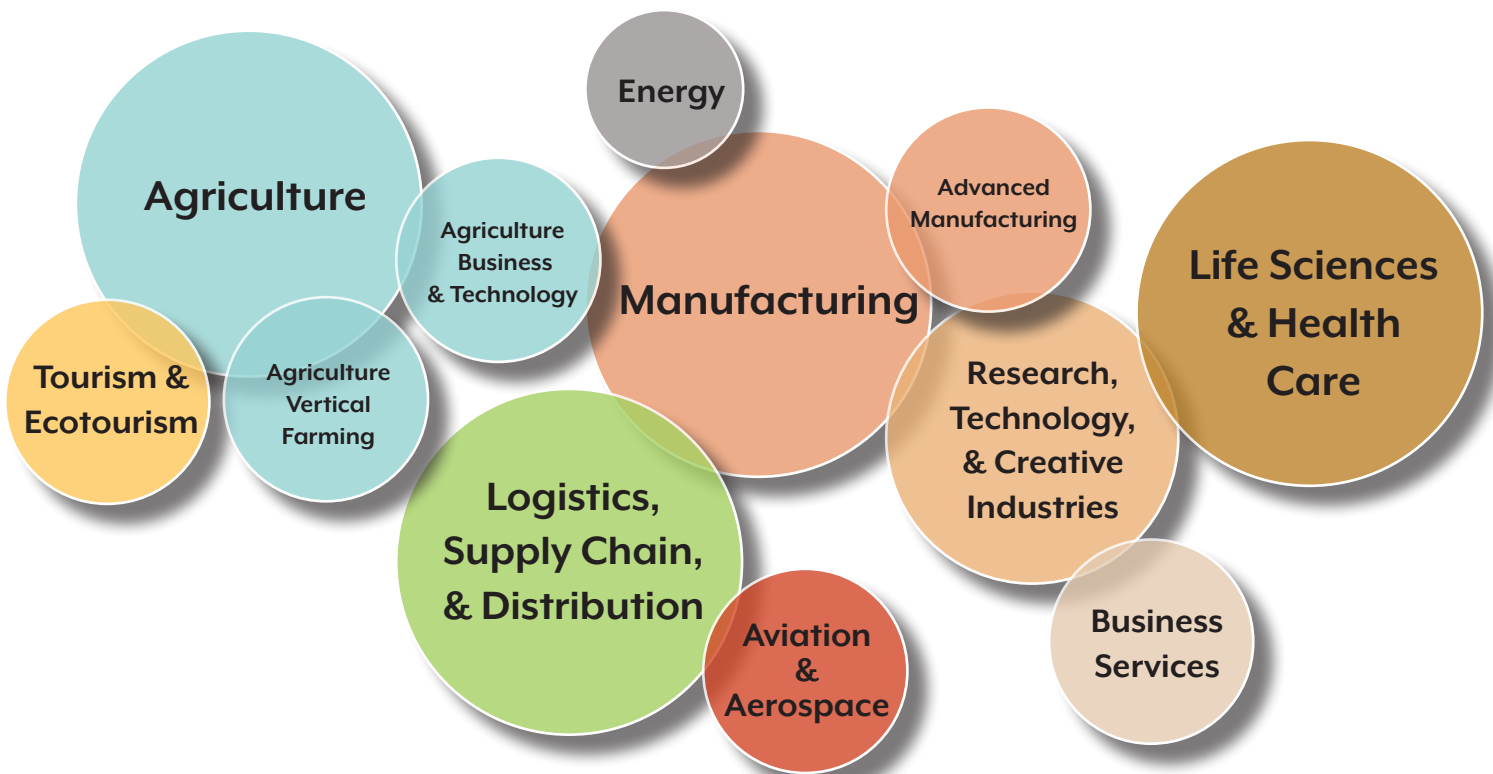 Energy
Agriculture
Advanced
Manufacturing
Agriculture
Business
& Technology
Manufacturing
Life Sciences
& Health
Care
Tourism &
Ecotourism
Agriculture
Vertical
Farming
Research,
Technology,
& Creative
Industries
Logistics,
Supply Chain,
& Distribution
Aviation
&
Aerospace
Business
Services